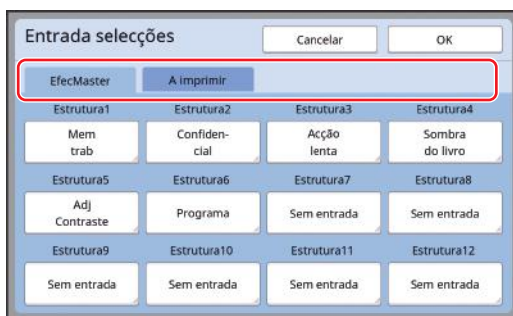 Entrada selecções Cancelar OK
EfecMaster A imprimir
Estrutura1 Estrutura2 Estrutura3 Estrutura4
Mem
trab
Confiden-
cial
Acção
lenta
Sombra
do livro
Estrutura5 Estrutura6 Estrutura7 Estrutura8
Adj
Contraste
Programa
Sem entrada
Sem entrada
Estrutura9 Estrutura10 Estrutura11 Estrutura12
Sem entrada
Sem entrada
Sem entrada
Sem entrada